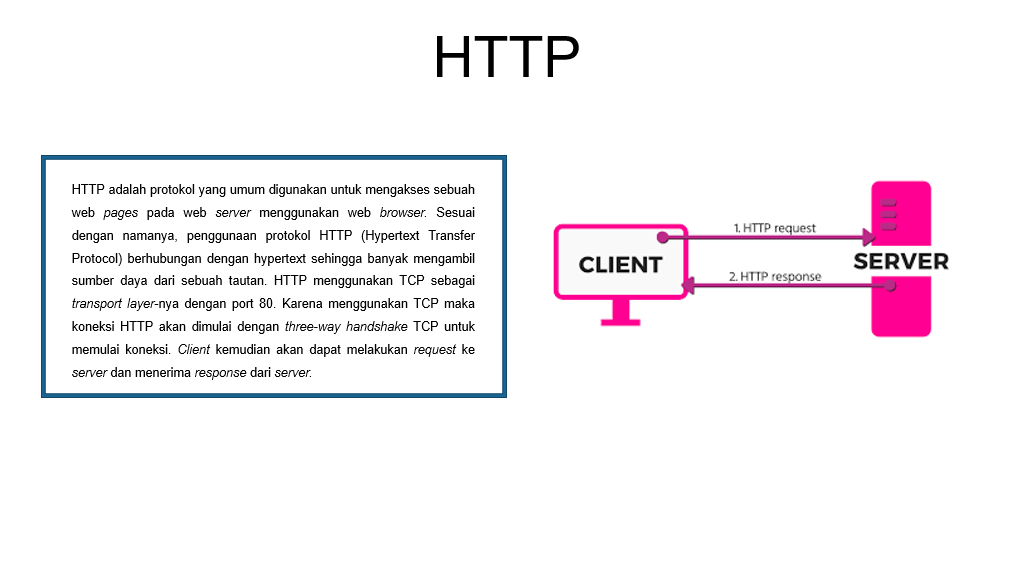 HTTP
HTTP adalah protokol yang umum digunakan untuk mengakses sebuah
web pages pada web server menggunakan web browser. Sesuai
dengan namanya, penggunaan protokol HTTP (Hypertext Transfer
Protocol) berhubungan dengan hypertext sehingga banyak mengambil
sumber daya dari sebuah tautan. HTTP menggunakan TCP sebagai
transport layer-nya dengan port 80. Karena menggunakan TCP maka
koneksi HTTP akan dimulai dengan three-way handshake TCP untuk
memulai koneksi. Client kemudian akan dapat melakukan request ke
server dan menerima response dari server.
1. HTTP request
CLIENT
SERVER
2. HTTP response